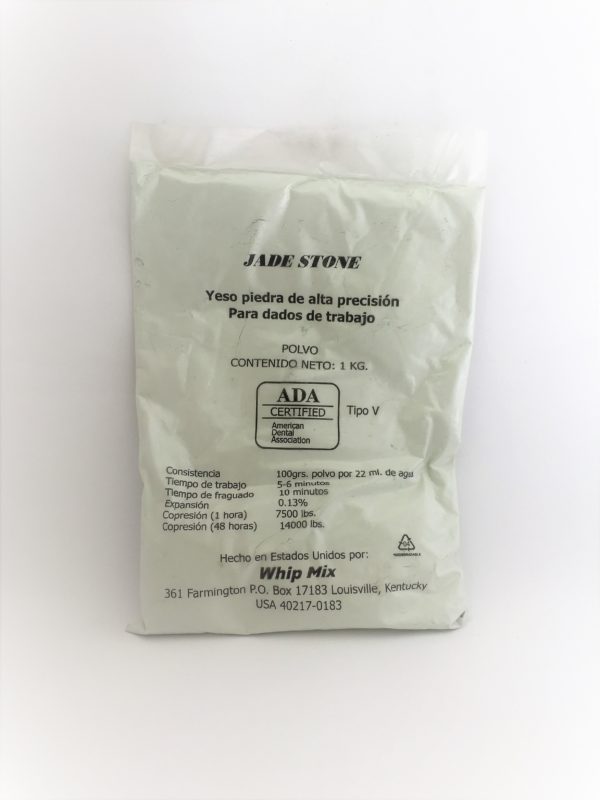 JADE STONE
Yeso piedra de alta precisión
Para dados de trabajo
POLVO
CONTENIDO NETO: 1 KG.
ADA
CERTIFIED
American
Dental
Association
Tipo V
Consistencia 100grs. polvo por 22 ml. de agua
Tiempo de trabajo 5-6 minutos
Tiempo de fraguado 10 minutos
Expansión 0.13%
Copresión (1 hora) 7500 lbs.
Copresión (48 horas) 14000 lbs.
Hecho en Estados Unidos por:
Whip Mix
361 Farmington P.O. Box 17183 Louisville, Kentucky
USA 40217-0183